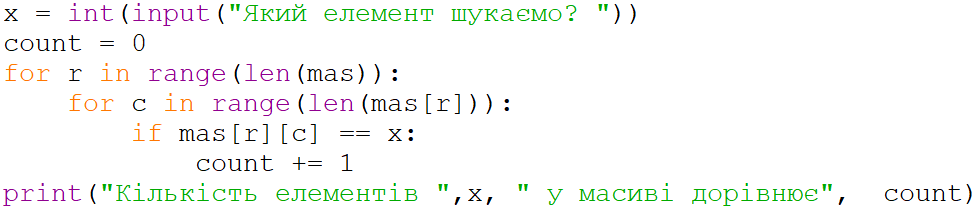 x = int(input("Який елемент шукаємо? "))
count = 0
for r in range(len(mas)):
    for c in range(len(mas[r])):
        if mas[r][c] == x:
            count += 1
print("Кількість елементів ",x, " у масиві дорівнює",  count)